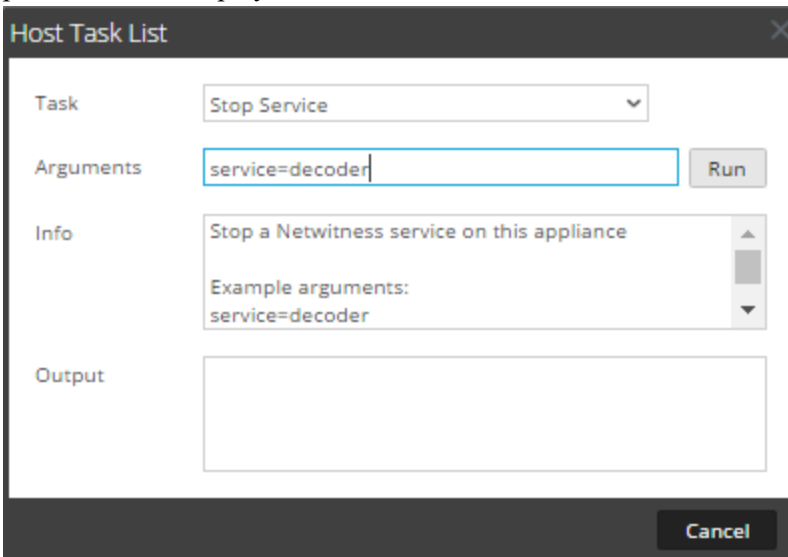 Host Task List
Task
Stop Service
Arguments
service=decoder
Run
Info
Stop a Netwitness service on this appliance
Example arguments:
service=decoder
Output
Cancel